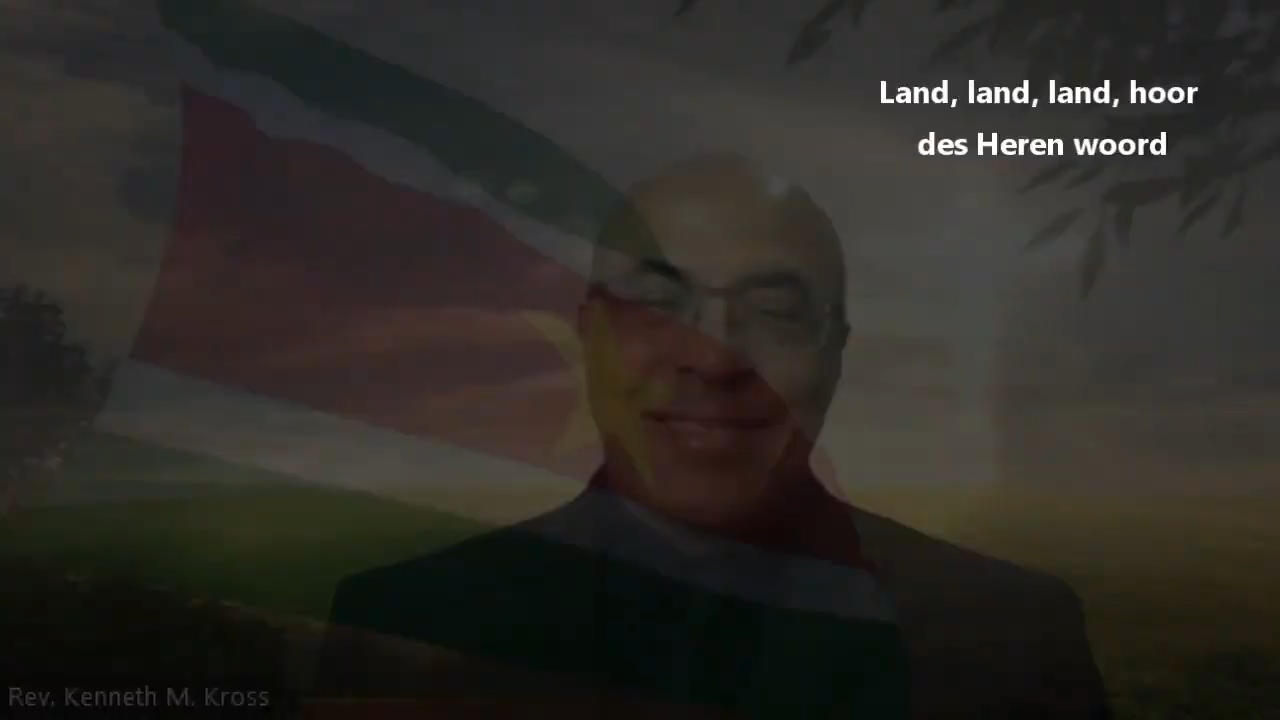 Land, land, land, hoor
des Heren woord
Rev. Kenneth M. Kross